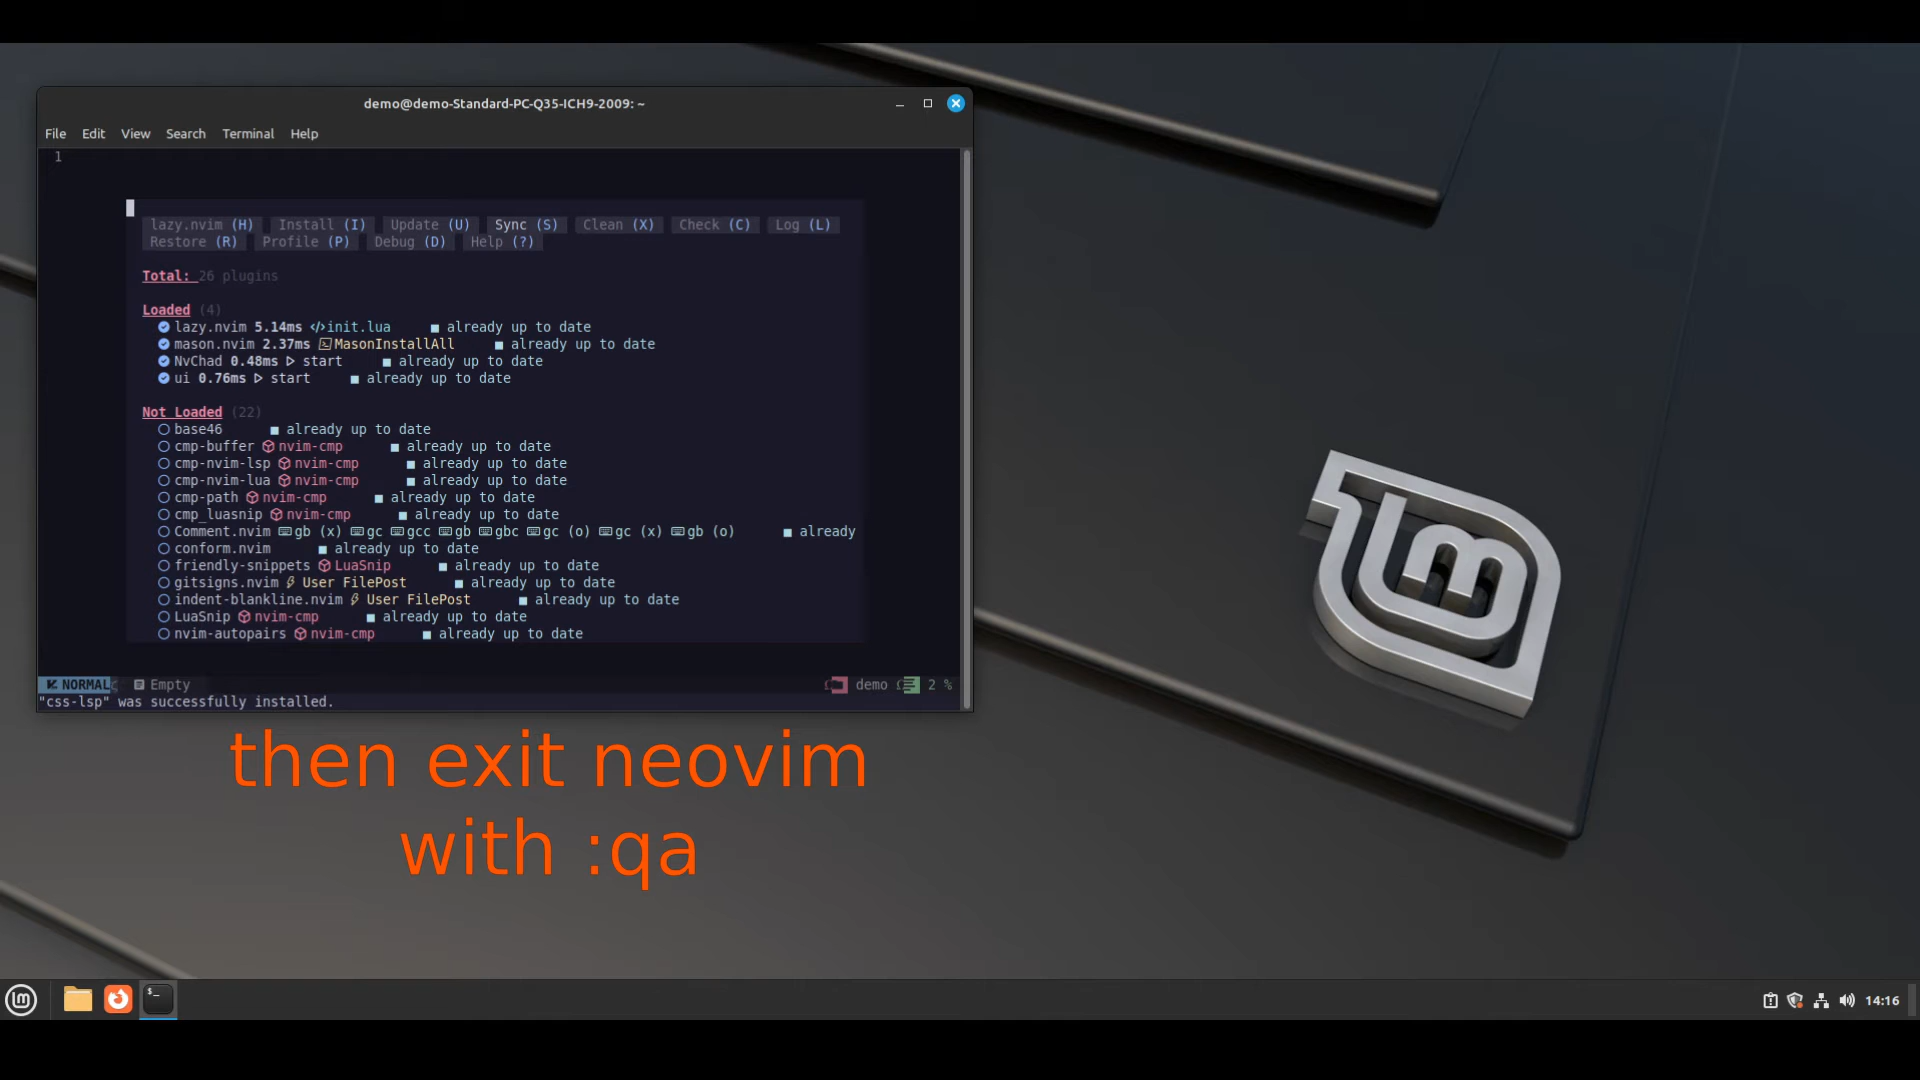 demo@demo-Standard-PC-Q35-ICH9-2009: ~
File Edit View Search Terminal Help
1
lazy.nvim (H) Install (I) Update (U) Sync (S) Clean (X) Check (C) Log (L)
Restore (R) Profile (P) Debug (D) Help (?)
Total: 26 plugins
Loaded (4)
lazy.nvim 5.14ms </>init.lua ■ already up to date
mason.nvim 2.37ms MasonInstallAll ■ already up to date
NvChad 0.48ms ▷ start ■ already up to date
ui 0.76ms ▷ start ■ already up to date
Not Loaded (22)
base46 ■ already up to date
cmp-buffer nvim-cmp ■ already up to date
cmp-nvim-lsp nvim-cmp ■ already up to date
cmp-nvim-lua nvim-cmp ■ already up to date
cmp-path nvim-cmp ■ already up to date
cmp_luasnip nvim-cmp ■ already up to date
Comment.nvim gb (x) gc gcc gb gbc gc (o) gc (x) gb (o) ■ already
conform.nvim ■ already up to date
friendly-snippets LuaSnip ■ already up to date
gitsigns.nvim User FilePost ■ already up to date
indent-blankline.nvim User FilePost ■ already up to date
LuaSnip nvim-cmp ■ already up to date
nvim-autopairs nvim-cmp ■ already up to date
NORMAL Empty demo 2 %
"css-lsp" was successfully installed.
then exit neovim
with :qa
14:16